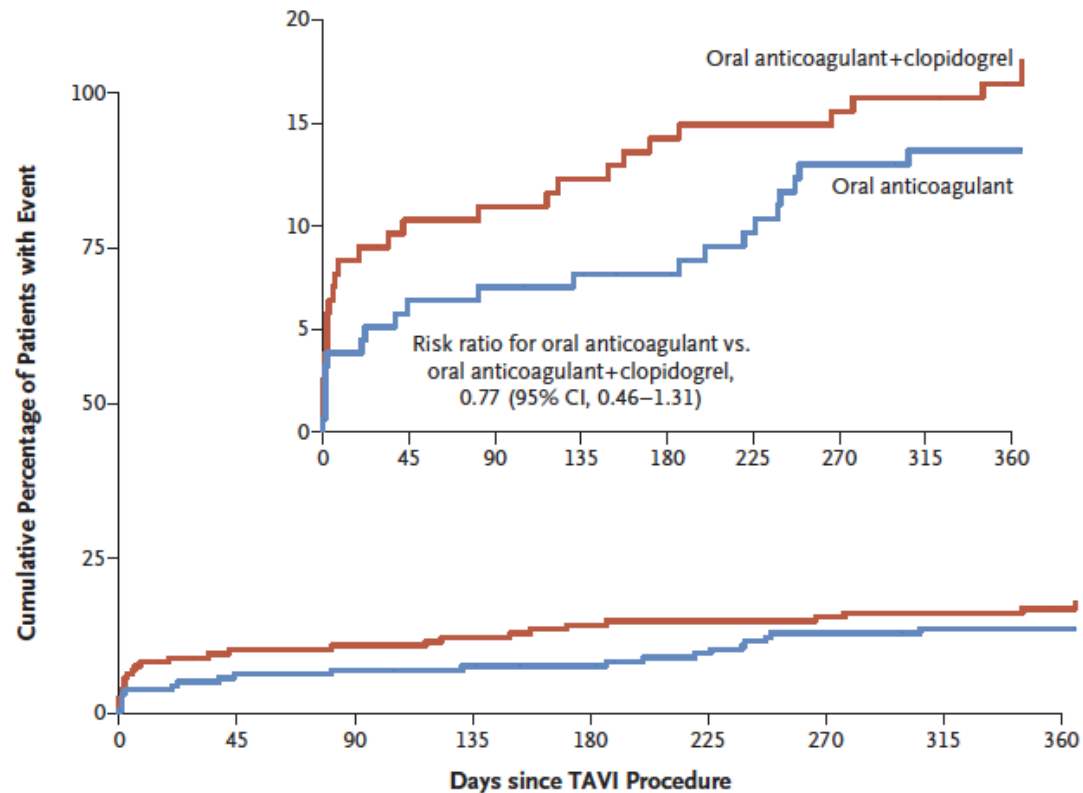 Cumulative Percentage of Patients with Event
100
75
50
25
0
20
15
10
5
0
Oral anticoagulant+clopidogrel
Oral anticoagulant
Risk ratio for oral anticoagulant vs.
oral anticoagulant+clopidogrel,
0.77 (95% CI, 0.46–1.31)
0 45 90 135 180 225 270 315 360
0 45 90 135 180 225 270 315 360
Days since TAVI Procedure